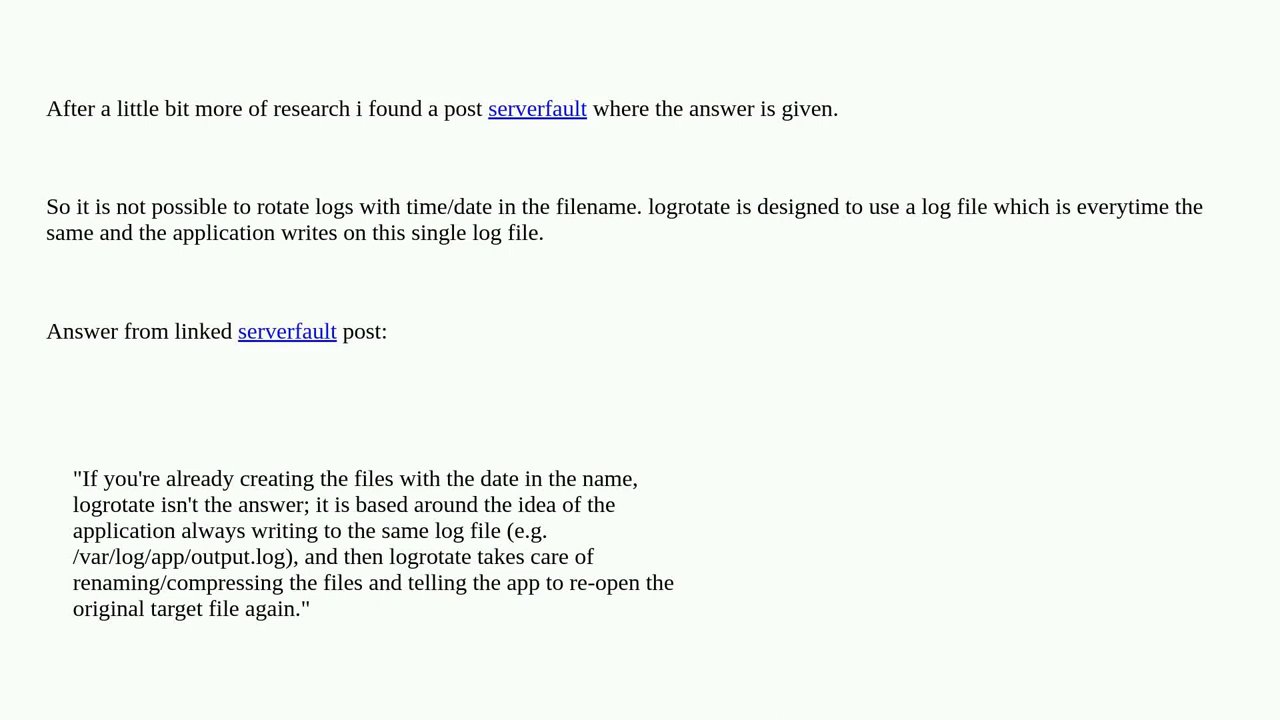 After a little bit more of research i found a post serverfault where the answer is given.
So it is not possible to rotate logs with time/date in the filename. logrotate is designed to use a log file which is everytime the
same and the application writes on this single log file.
Answer from linked serverfault post:
"If you're already creating the files with the date in the name,
logrotate isn't the answer; it is based around the idea of the
application always writing to the same log file (e.g.
/var/log/app/output.log), and then logrotate takes care of
renaming/compressing the files and telling the app to re-open the
original target file again."